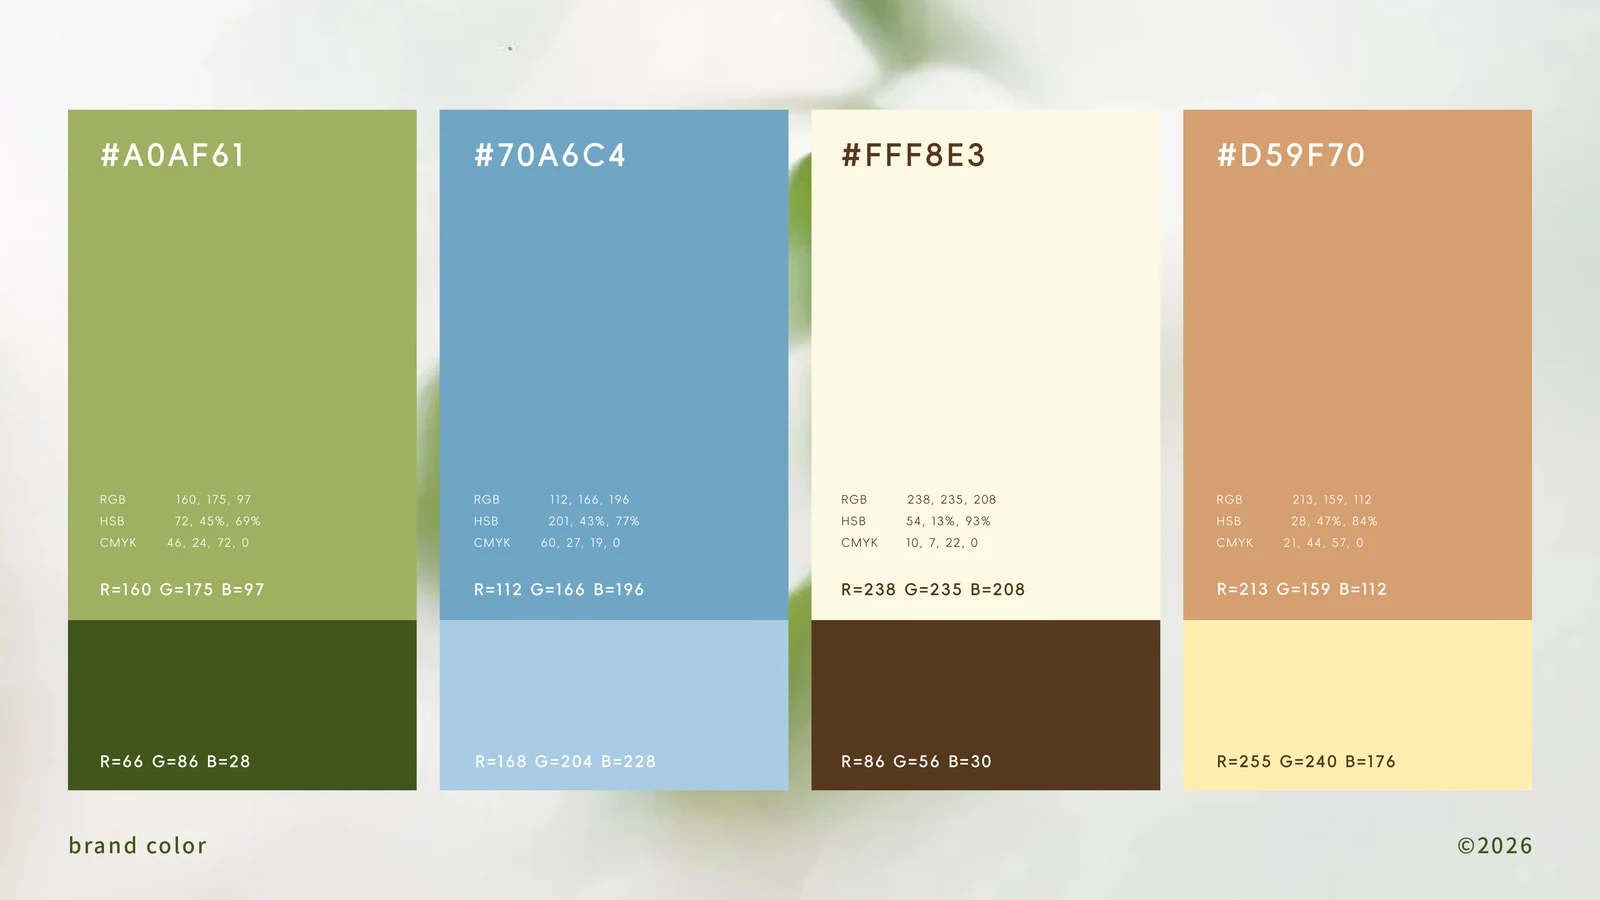 #A0AF61
RGB 160, 175, 97
HSB 72, 45%, 69%
CMYK 46, 24, 72, 0
R=160 G=175 B=97
R=66 G=86 B=28
#70A6C4
RGB 112, 166, 196
HSB 201, 43%, 77%
CMYK 60, 27, 19, 0
R=112 G=166 B=196
R=168 G=204 B=228
#FFF8E3
RGB 238, 235, 208
HSB 54, 13%, 93%
CMYK 10, 7, 22, 0
R=238 G=235 B=208
R=86 G=56 B=30
#D59F70
RGB 213, 159, 112
HSB 28, 47%, 84%
CMYK 21, 44, 57, 0
R=213 G=159 B=112
R=255 G=240 B=176
brand color
©2026